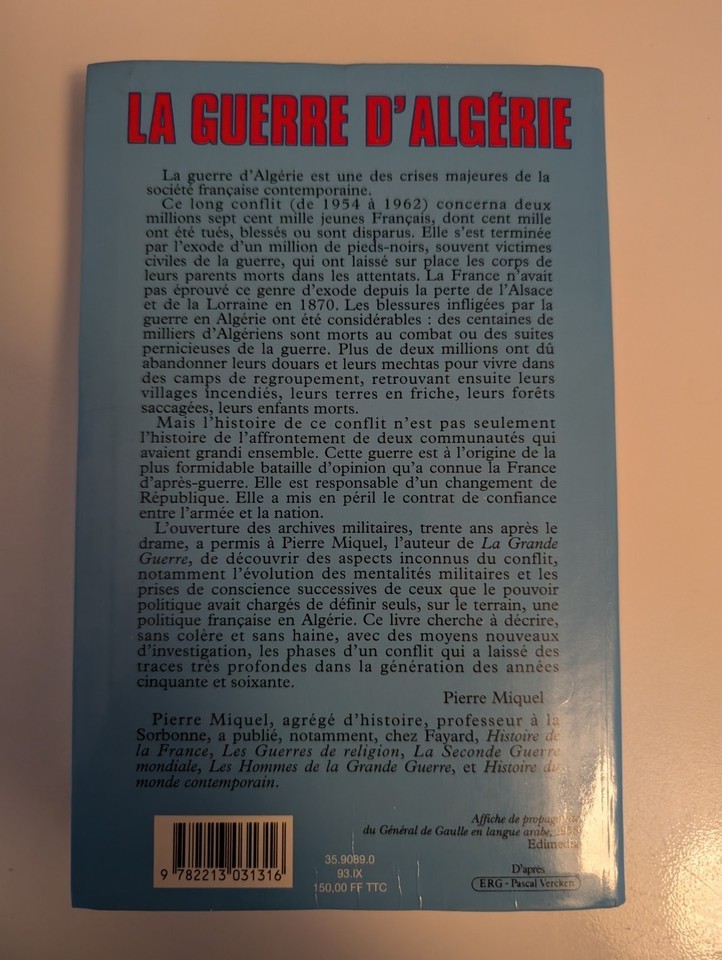 LA GUERRE D'ALGÉRIE
La guerre d'Algérie est une des crises majeures de la
société française contemporaine.
Ce long conflit (de 1954 à 1962) concerna deux
millions sept cent mille jeunes Français, dont cent mille
ont été tués, blessés ou sont disparus. Elle s'est terminée
par l'exode d'un million de pieds-noirs, souvent victimes
civiles de la guerre, qui ont laissé sur place les corps de
leurs parents morts dans les attentats. La France n'avait
pas éprouvé ce genre d'exode depuis la perte de l'Alsace
et de la Lorraine en 1870. Les blessures infligées par la
guerre en Algérie ont été considérables : des centaines de
milliers d'Algériens sont morts au combat ou des suites
pernicieuses de la guerre. Plus de deux millions ont dû
abandonner leurs douars et leurs mechtas pour vivre dans
des camps de regroupement, retrouvant ensuite leurs
villages incendiés, leurs terres en friche, leurs forêts
saccagées, leurs enfants morts.
Mais l'histoire de ce conflit n'est pas seulement
l'histoire de l'affrontement de deux communautés qui
avaient grandi ensemble. Cette guerre est à l'origine de la
plus formidable bataille d'opinion qu'a connue la France
d'après-guerre. Elle est responsable d'un changement de
République. Elle a mis en péril le contrat de confiance
entre l'armée et la nation.
L'ouverture des archives militaires, trente ans après le
drame, a permis à Pierre Miquel, l'auteur de La Grande
Guerre, de découvrir des aspects inconnus du conflit,
notamment l'évolution des mentalités militaires et les
prises de conscience successives de ceux que le pouvoir
politique avait chargés de définir seuls, sur le terrain, une
politique française en Algérie. Ce livre cherche à décrire,
sans colère et sans haine, avec des moyens nouveaux
d'investigation, les phases d'un conflit qui a laissé des
traces très profondes dans la génération des années
cinquante et soixante.
Pierre Miquel
Pierre Miquel, agrégé d'histoire, professeur à la
Sorbonne, a publié, notamment, chez Fayard, Histoire de
la France, Les Guerres de religion, La Seconde Guerre
mondiale, Les Hommes de la Grande Guerre, et Histoire du
monde contemporain.
Affiche de propagande
du Général de Gaulle en langue arabe,
Edimedia
D'après
ERG - Pascal Vercken
9 782213 031316
35.9089.0
93.IX
150,00 FF TTC